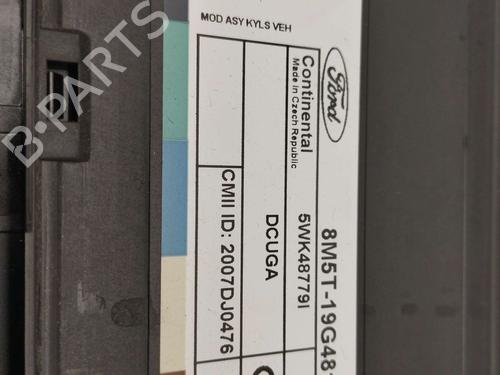 B-PARTS
MOD ASY KYLS VEH
Ford
8M5T-19G48
Continental
Made in Czech Republic
5WK48779I
DCUGA
CMII ID: 2007DJ0476